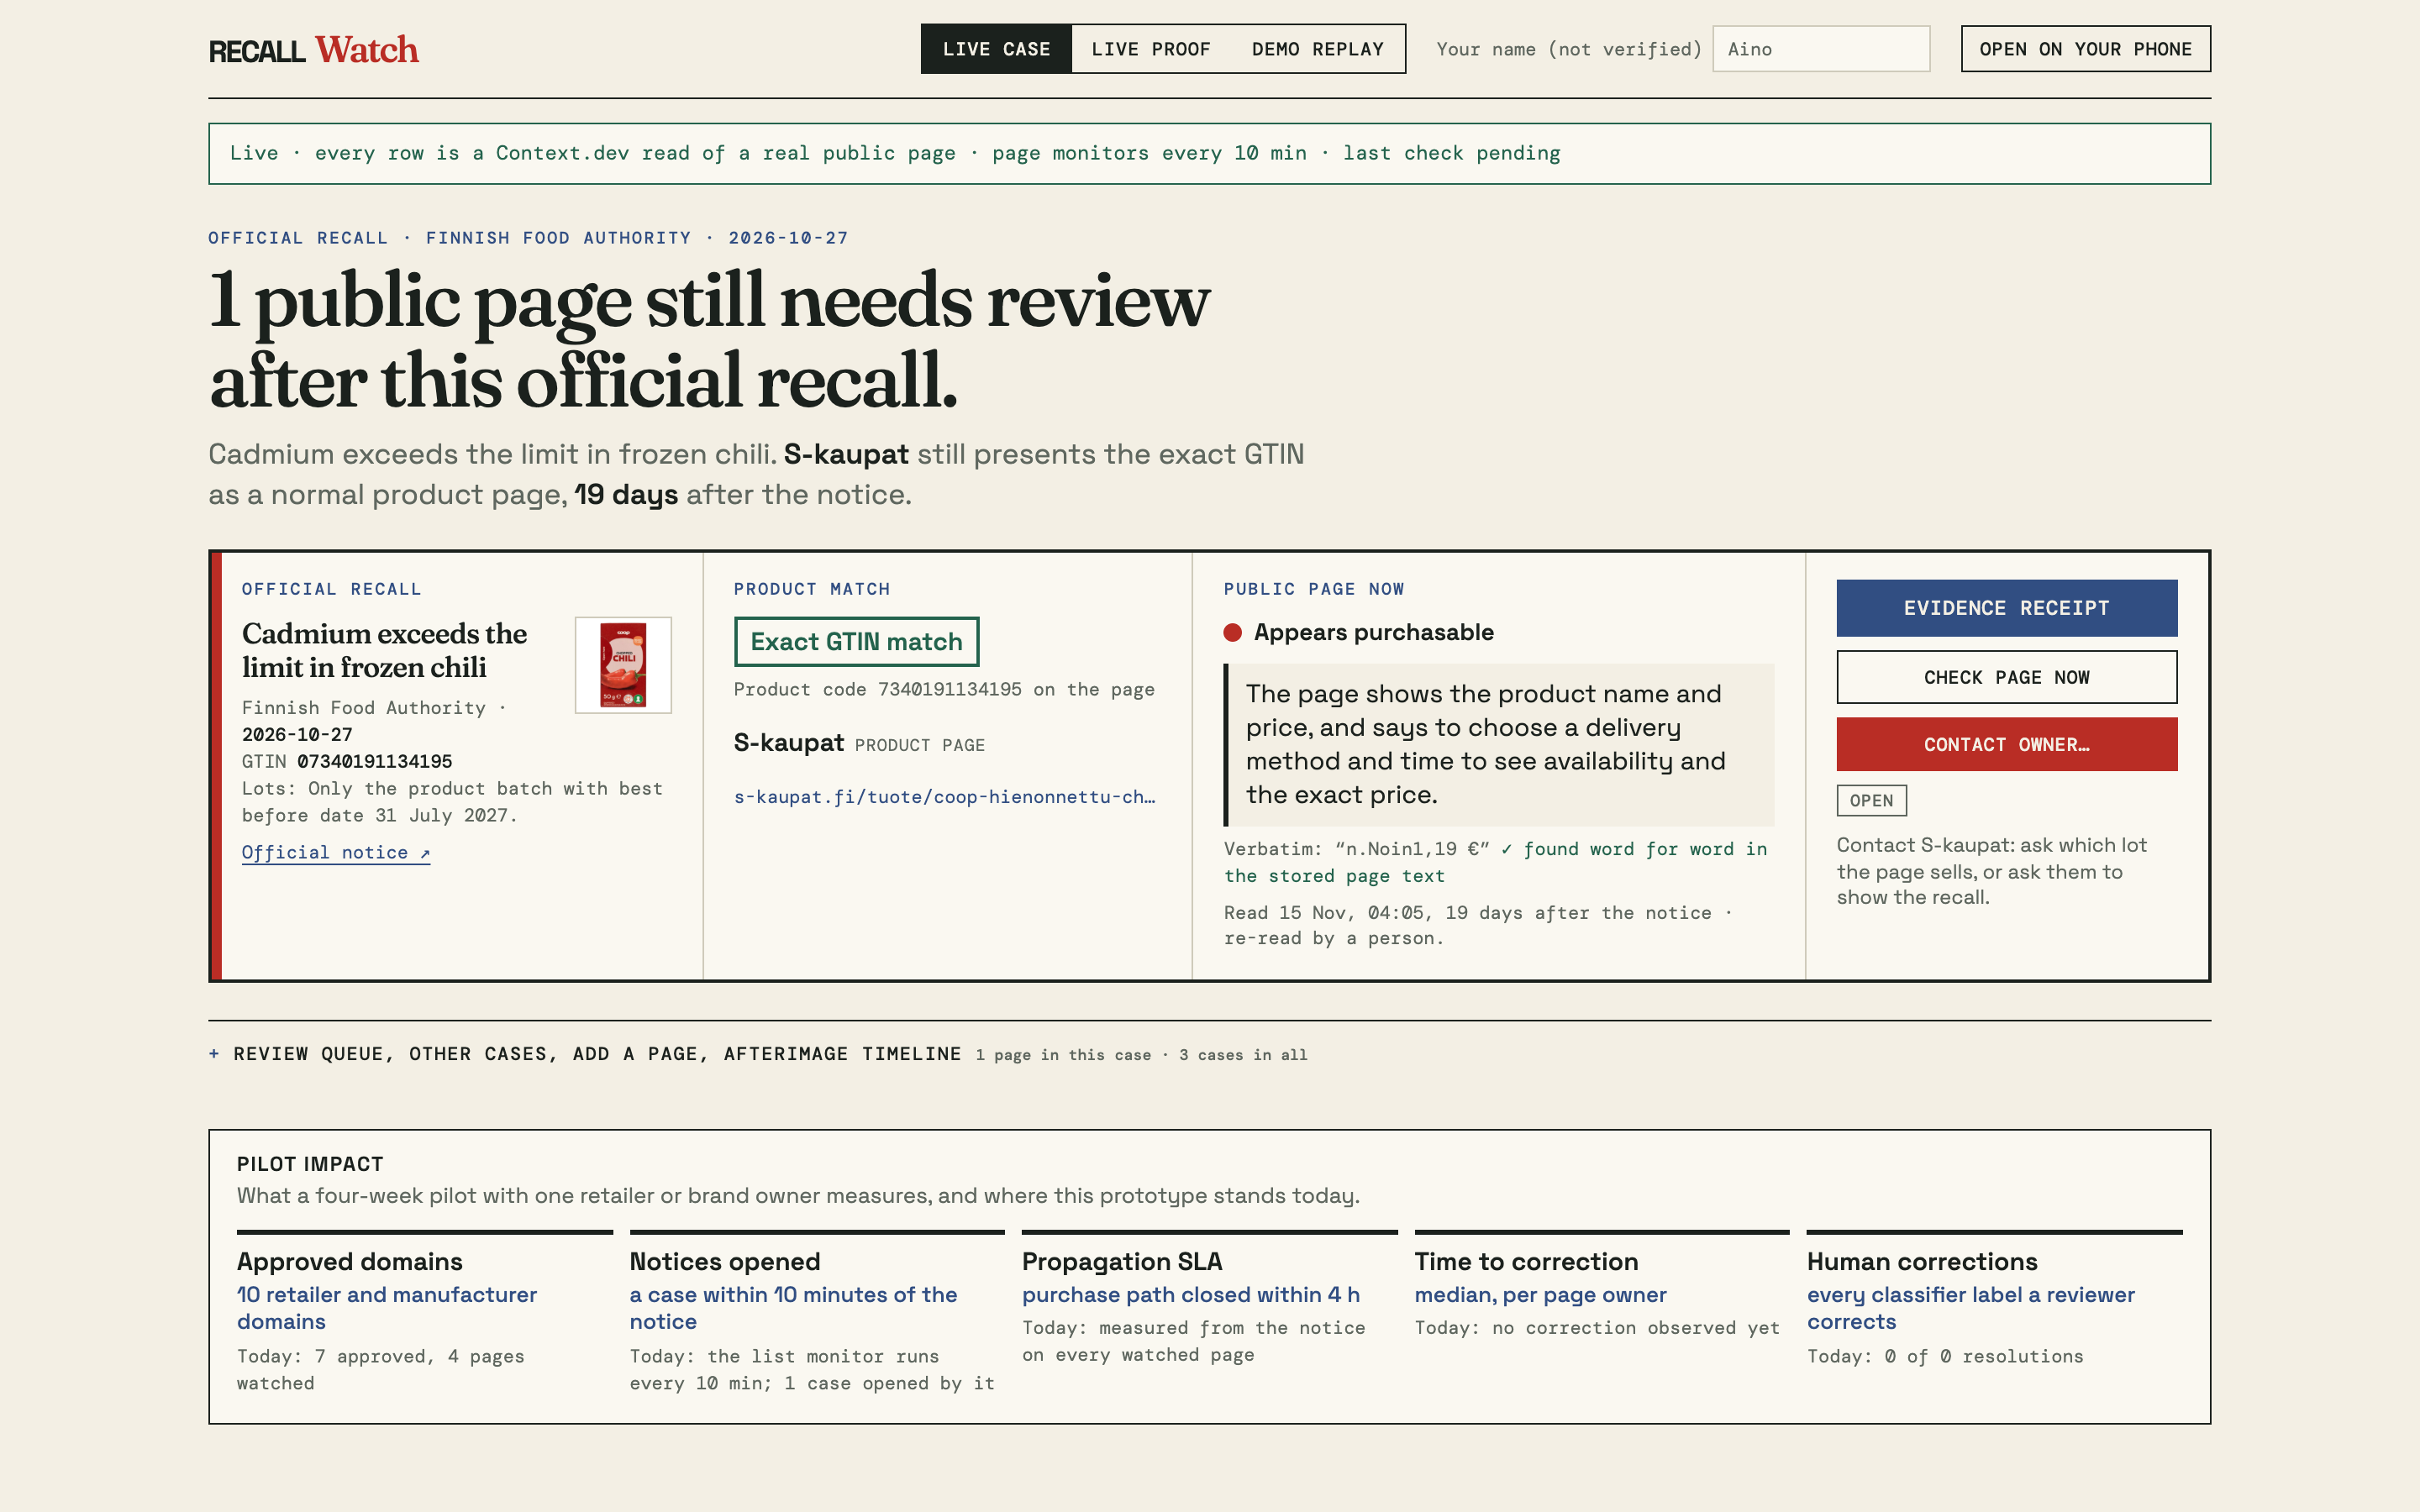 RECALL Watch
LIVE CASE
LIVE PROOF
DEMO REPLAY
Your name (not verified)
Aino
OPEN ON YOUR PHONE
Live · every row is a Context.dev read of a real public page · page monitors every 10 min · last check pending
OFFICIAL RECALL · FINNISH FOOD AUTHORITY · 2026-10-27
1 public page still needs review
after this official recall.
Cadmium exceeds the limit in frozen chili. S-kaupat still presents the exact GTIN
as a normal product page, 19 days after the notice.
OFFICIAL RECALL
Cadmium exceeds the
limit in frozen chili
Finnish Food Authority ·
2026-10-27
GTIN 07340191134195
Lots: Only the product batch with best
before date 31 July 2027.
Official notice ↗
coop
CHILI
PRODUCT MATCH
Exact GTIN match
Product code 7340191134195 on the page
S-kaupat PRODUCT PAGE
s-kaupat.fi/tuote/coop-hienonnettu-ch…
PUBLIC PAGE NOW
Appears purchasable
The page shows the product name and
price, and says to choose a delivery
method and time to see availability and
the exact price.
Verbatim: “n.Noin1,19 €” ✓ found word for word in
the stored page text
Read 15 Nov, 04:05, 19 days after the notice ·
re-read by a person.
EVIDENCE RECEIPT
CHECK PAGE NOW
CONTACT OWNER…
OPEN
Contact S-kaupat: ask which lot
the page sells, or ask them to
show the recall.
+ REVIEW QUEUE, OTHER CASES, ADD A PAGE, AFTERIMAGE TIMELINE 1 page in this case · 3 cases in all
PILOT IMPACT
What a four-week pilot with one retailer or brand owner measures, and where this prototype stands today.
Approved domains
10 retailer and manufacturer
domains
Today: 7 approved, 4 pages
watched
Notices opened
a case within 10 minutes of the
notice
Today: the list monitor runs
every 10 min; 1 case opened by it
Propagation SLA
purchase path closed within 4 h
Today: measured from the notice
on every watched page
Time to correction
median, per page owner
Today: no correction observed yet
Human corrections
every classifier label a reviewer
corrects
Today: 0 of 0 resolutions